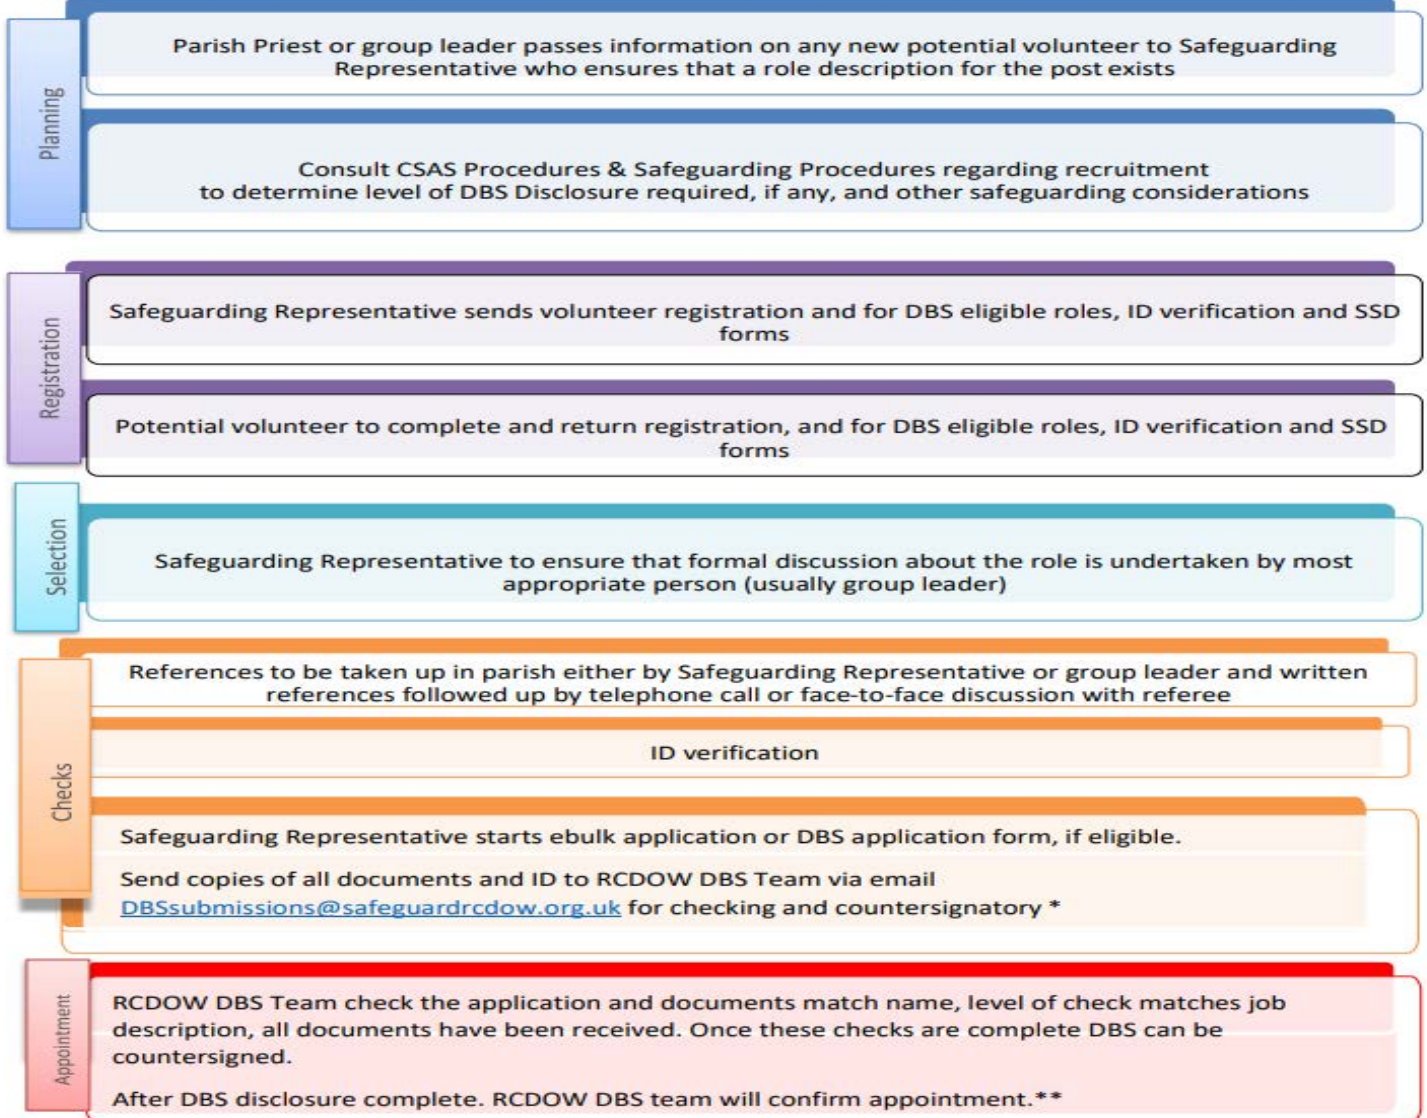 Planning
Parish Priest or group leader passes information on any new potential volunteer to Safeguarding
Representative who ensures that a role description for the post exists
Consult CSAS Procedures & Safeguarding Procedures regarding recruitment
to determine level of DBS Disclosure required, if any, and other safeguarding considerations
Registration
Safeguarding Representative sends volunteer registration and for DBS eligible roles, ID verification and SSD
forms
Potential volunteer to complete and return registration, and for DBS eligible roles, ID verification and SSD
forms
Selection
Safeguarding Representative to ensure that formal discussion about the role is undertaken by most
appropriate person (usually group leader)
Checks
References to be taken up in parish either by Safeguarding Representative or group leader and written
references followed up by telephone call or face-to-face discussion with referee
ID verification
Safeguarding Representative starts ebulk application or DBS application form, if eligible.
Send copies of all documents and ID to RCDOW DBS Team via email
DBSsubmissions@safeguardrcdow.org.uk for checking and countersignatory *
Appointment
RCDOW DBS Team check the application and documents match name, level of check matches job
description, all documents have been received. Once these checks are complete DBS can be
countersigned.
After DBS disclosure complete. RCDOW DBS team will confirm appointment.**